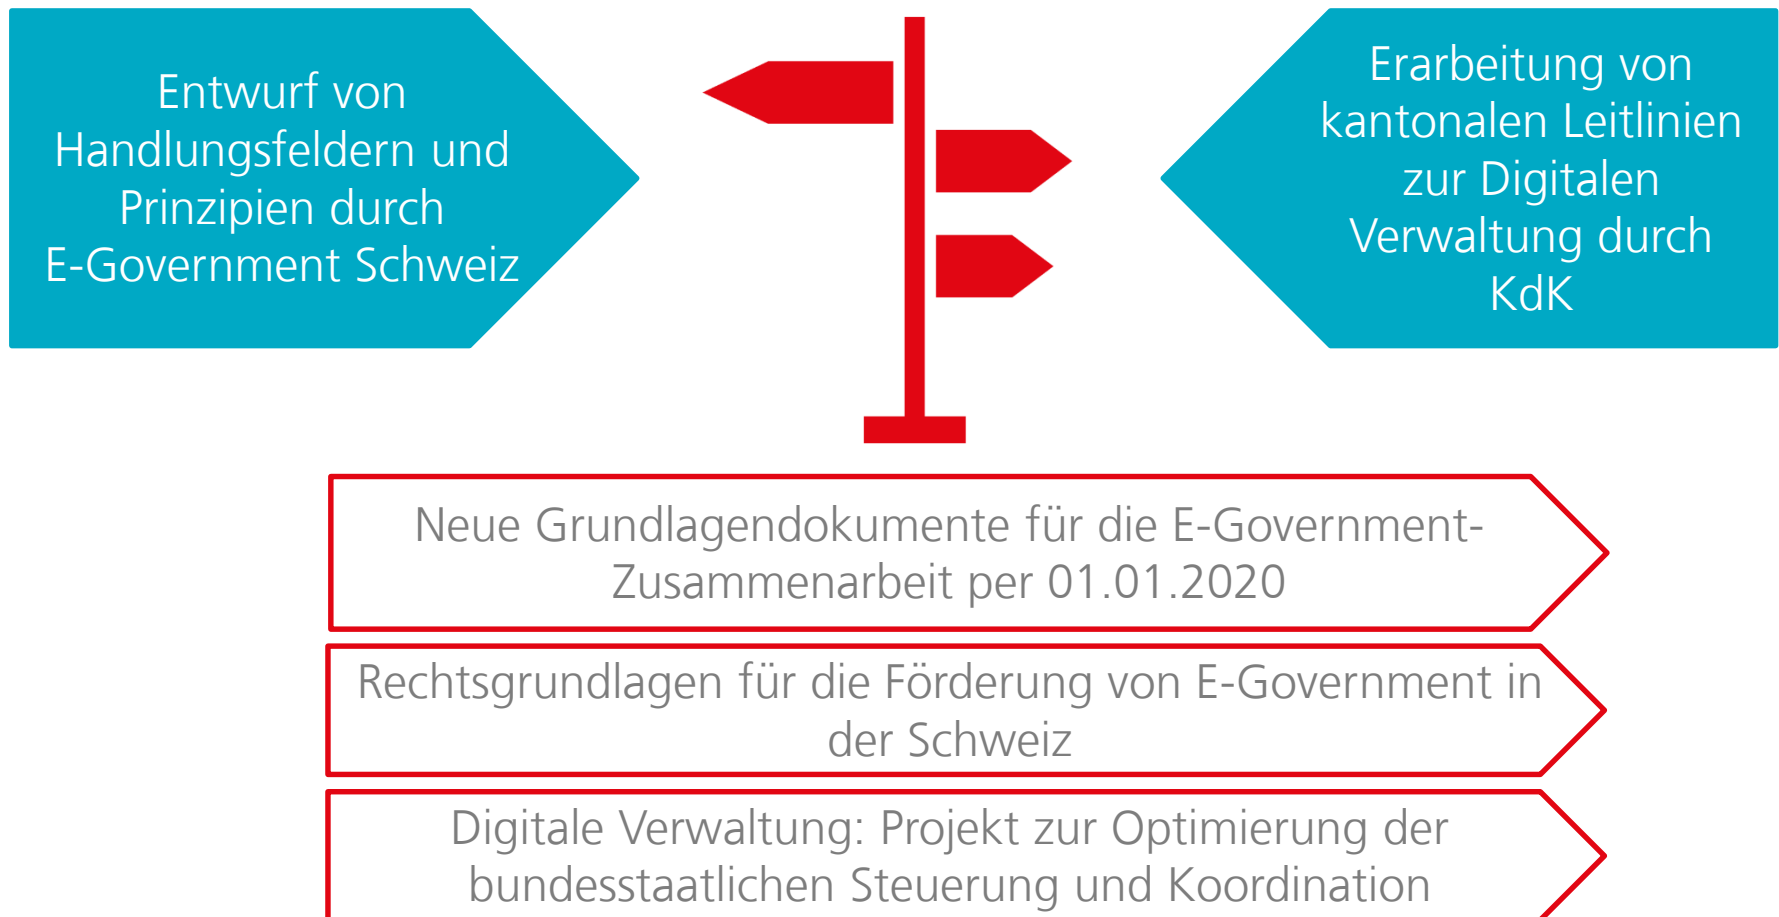 Entwurf von
Handlungsfeldern und
Prinzipien durch
E-Government Schweiz
Erarbeitung von
kantonalen Leitlinien
zur Digitalen
Verwaltung durch
KdK
Neue Grundlagendokumente für die E-Government-
Zusammenarbeit per 01.01.2020
Rechtsgrundlagen für die Förderung von E-Government in
der Schweiz
Digitale Verwaltung: Projekt zur Optimierung der
bundesstaatlichen Steuerung und Koordination